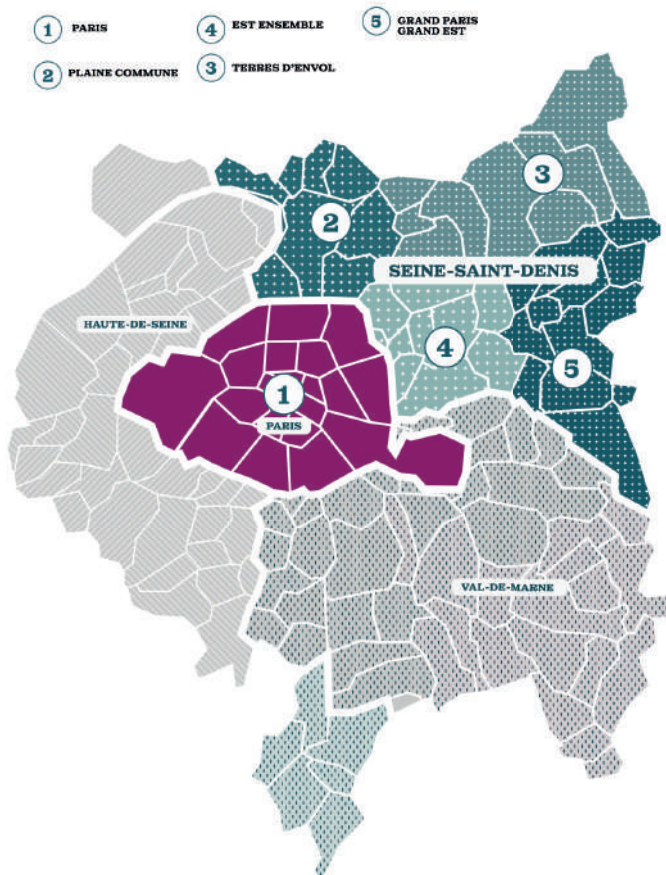 1 PARIS
4 EST ENSEMBLE
5 GRAND PARIS
GRAND EST
2 PLAINE COMMUNE
3 TERRES D'ENVOL
3
2
SEINE-SAINT-DENIS
HAUTE-DE-SEINE
4
5
1
PARIS
VAL-DE-MARNE